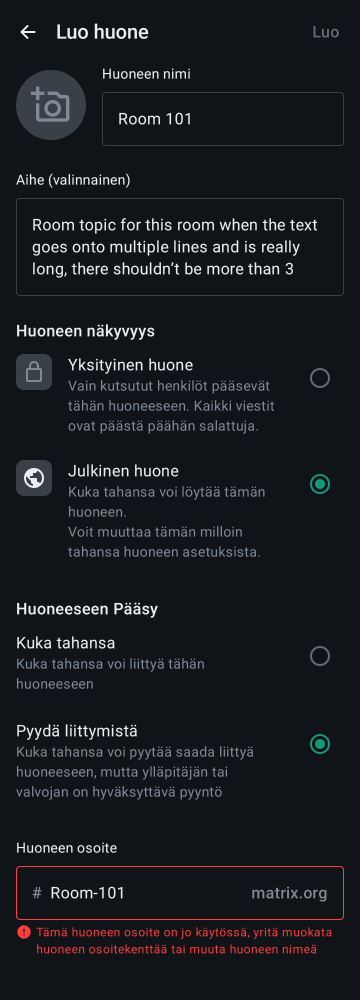 Luo huone
Luo
Huoneen nimi
Room 101
Aihe (valinnainen)
Room topic for this room when the text
goes onto multiple lines and is really
long, there shouldn’t be more than 3
Huoneen näkyvyys
Yksityinen huone
Vain kutsutut henkilöt pääsevät
tähän huoneeseen. Kaikki viestit
ovat päästä päähän salattuja.
Julkinen huone
Kuka tahansa voi löytää tämän
huoneen.
Voit muuttaa tämän milloin
tahansa huoneen asetuksista.
Huoneeseen Pääsy
Kuka tahansa
Kuka tahansa voi liittyä tähän
huoneeseen
Pyydä liittymistä
Kuka tahansa voi pyytää saada liittyä
huoneeseen, mutta ylläpitäjän tai
valvojan on hyväksyttävä pyyntö
Huoneen osoite
# Room-101 matrix.org
Tämä huoneen osoite on jo käytössä, yritä muokata
huoneen osoitekenttää tai muuta huoneen nimeä